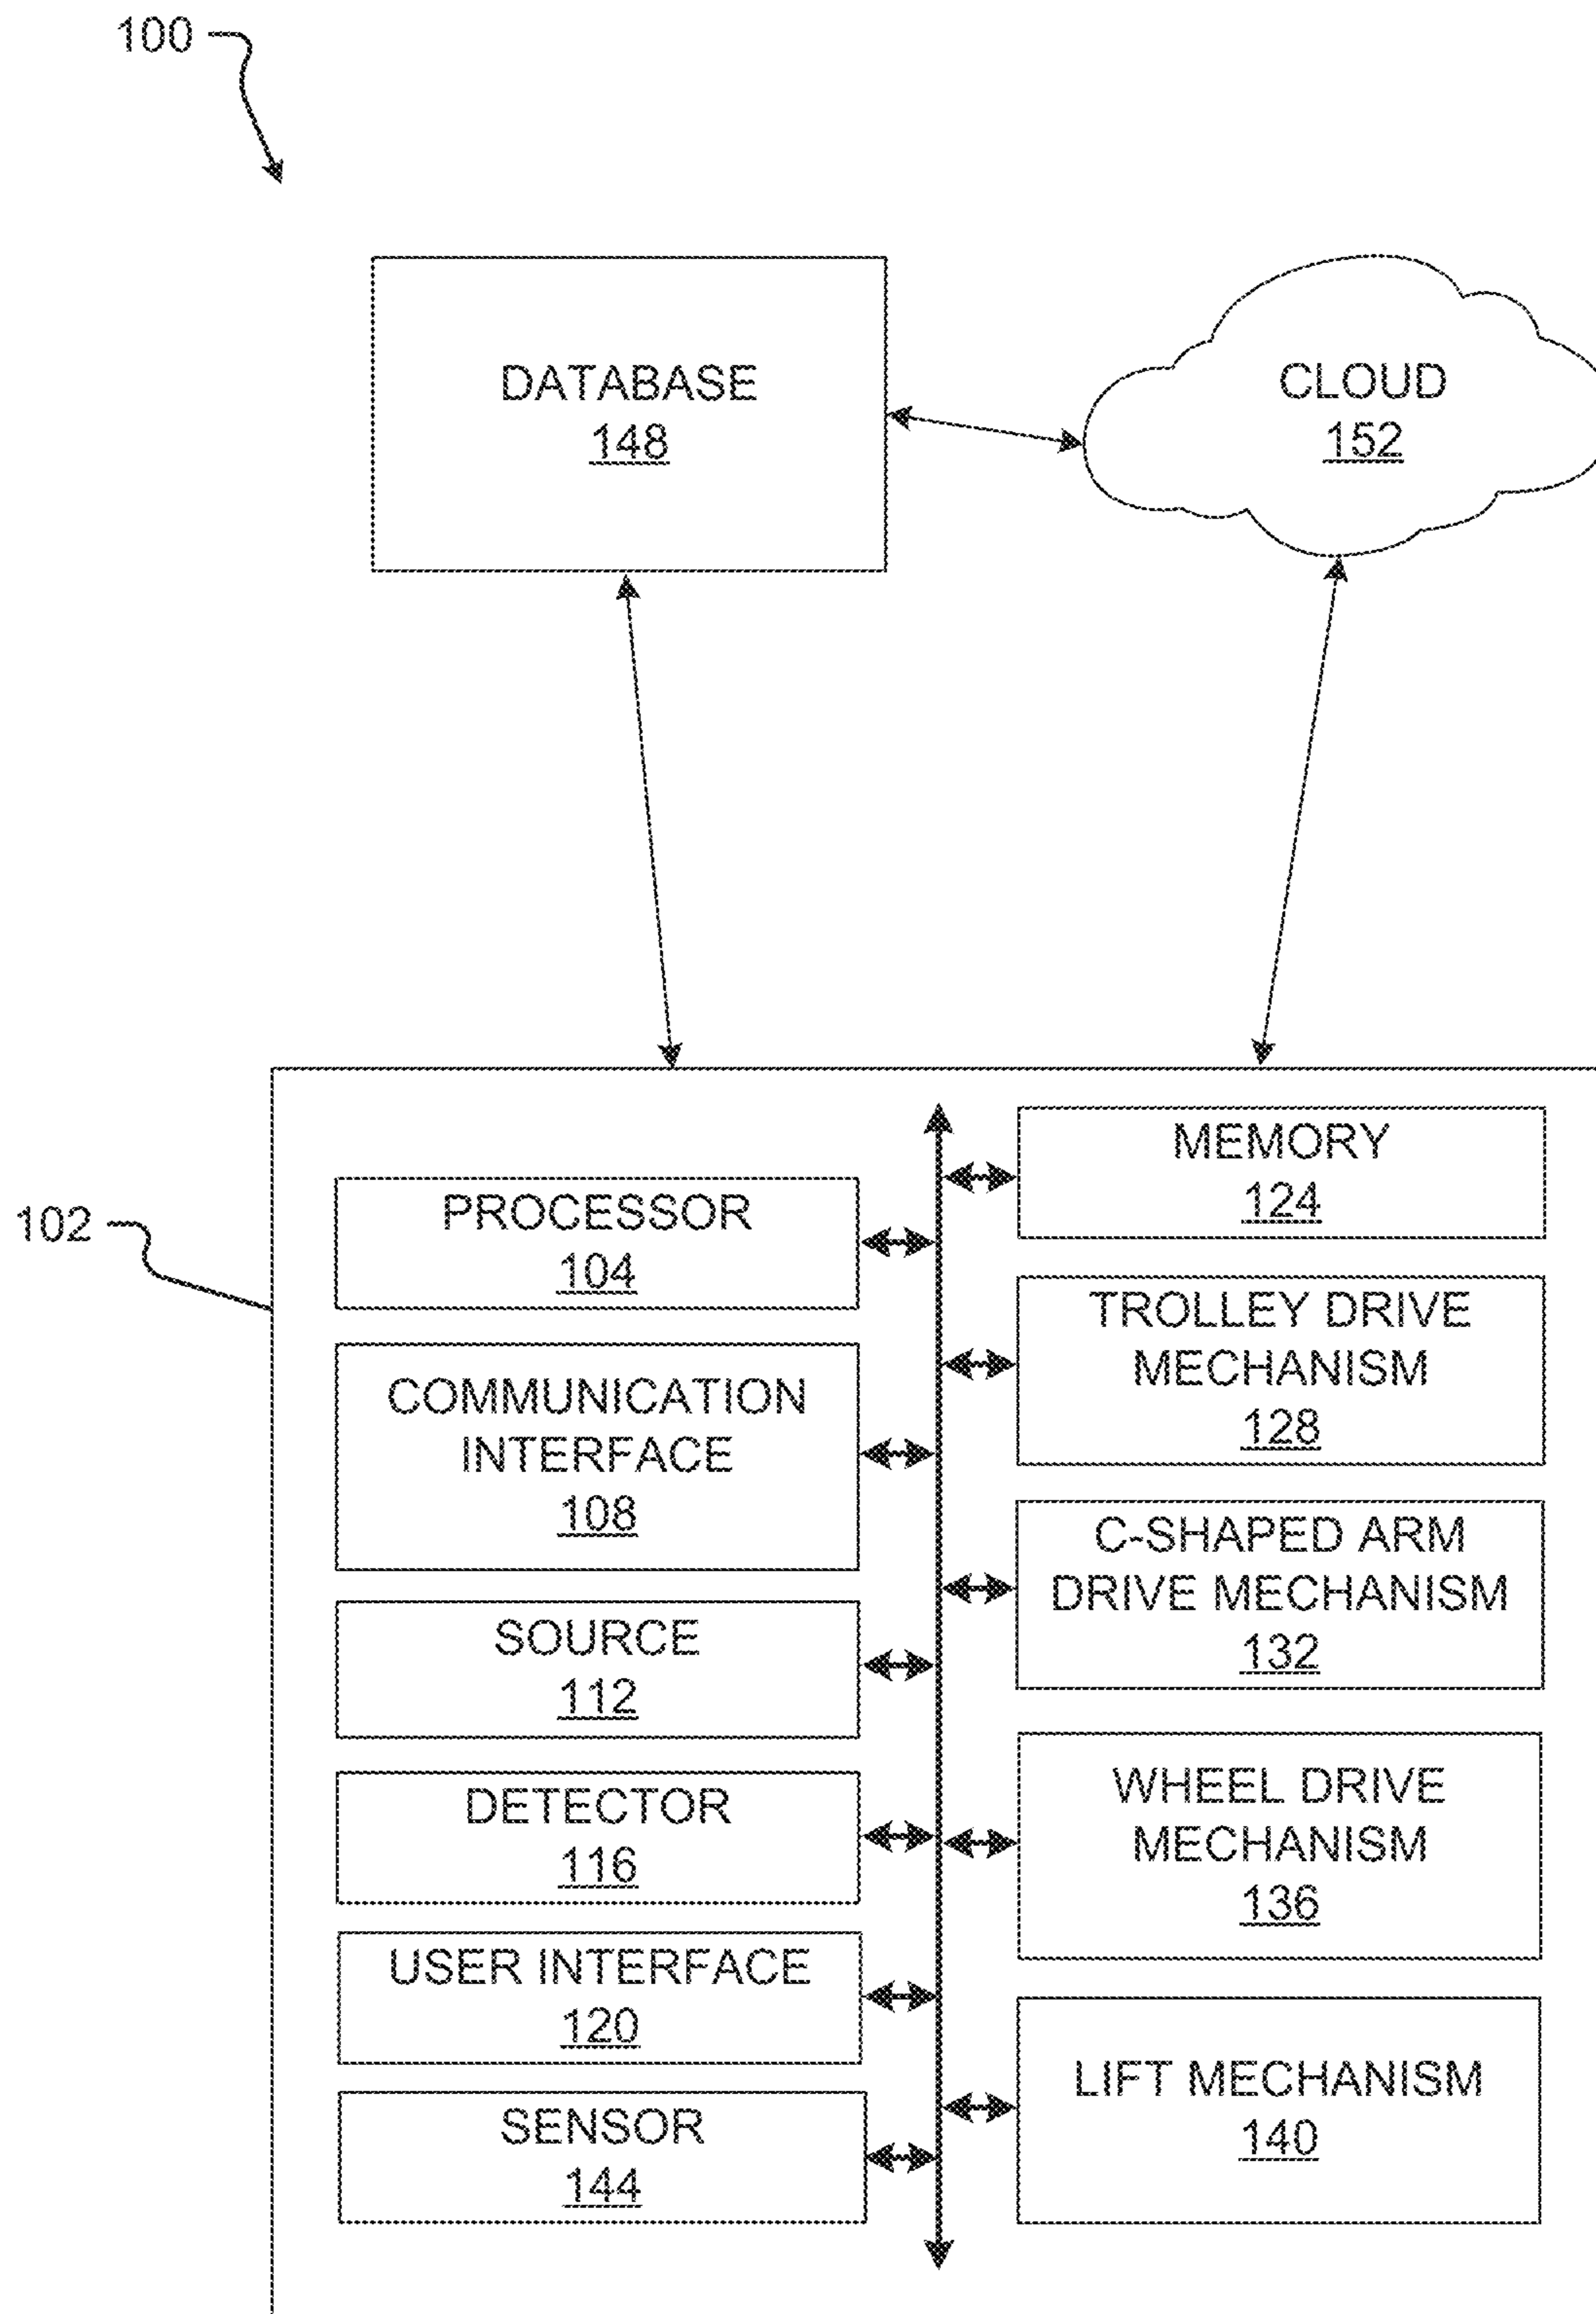 100
DATABASE
148
CLOUD
152
102
PROCESSOR
104
COMMUNICATION
INTERFACE
108
SOURCE
112
DETECTOR
116
USER INTERFACE
120
SENSOR
144
MEMORY
124
TROLLEY DRIVE
MECHANISM
128
C-SHAPED ARM
DRIVE MECHANISM
132
WHEEL DRIVE
MECHANISM
136
LIFT MECHANISM
140